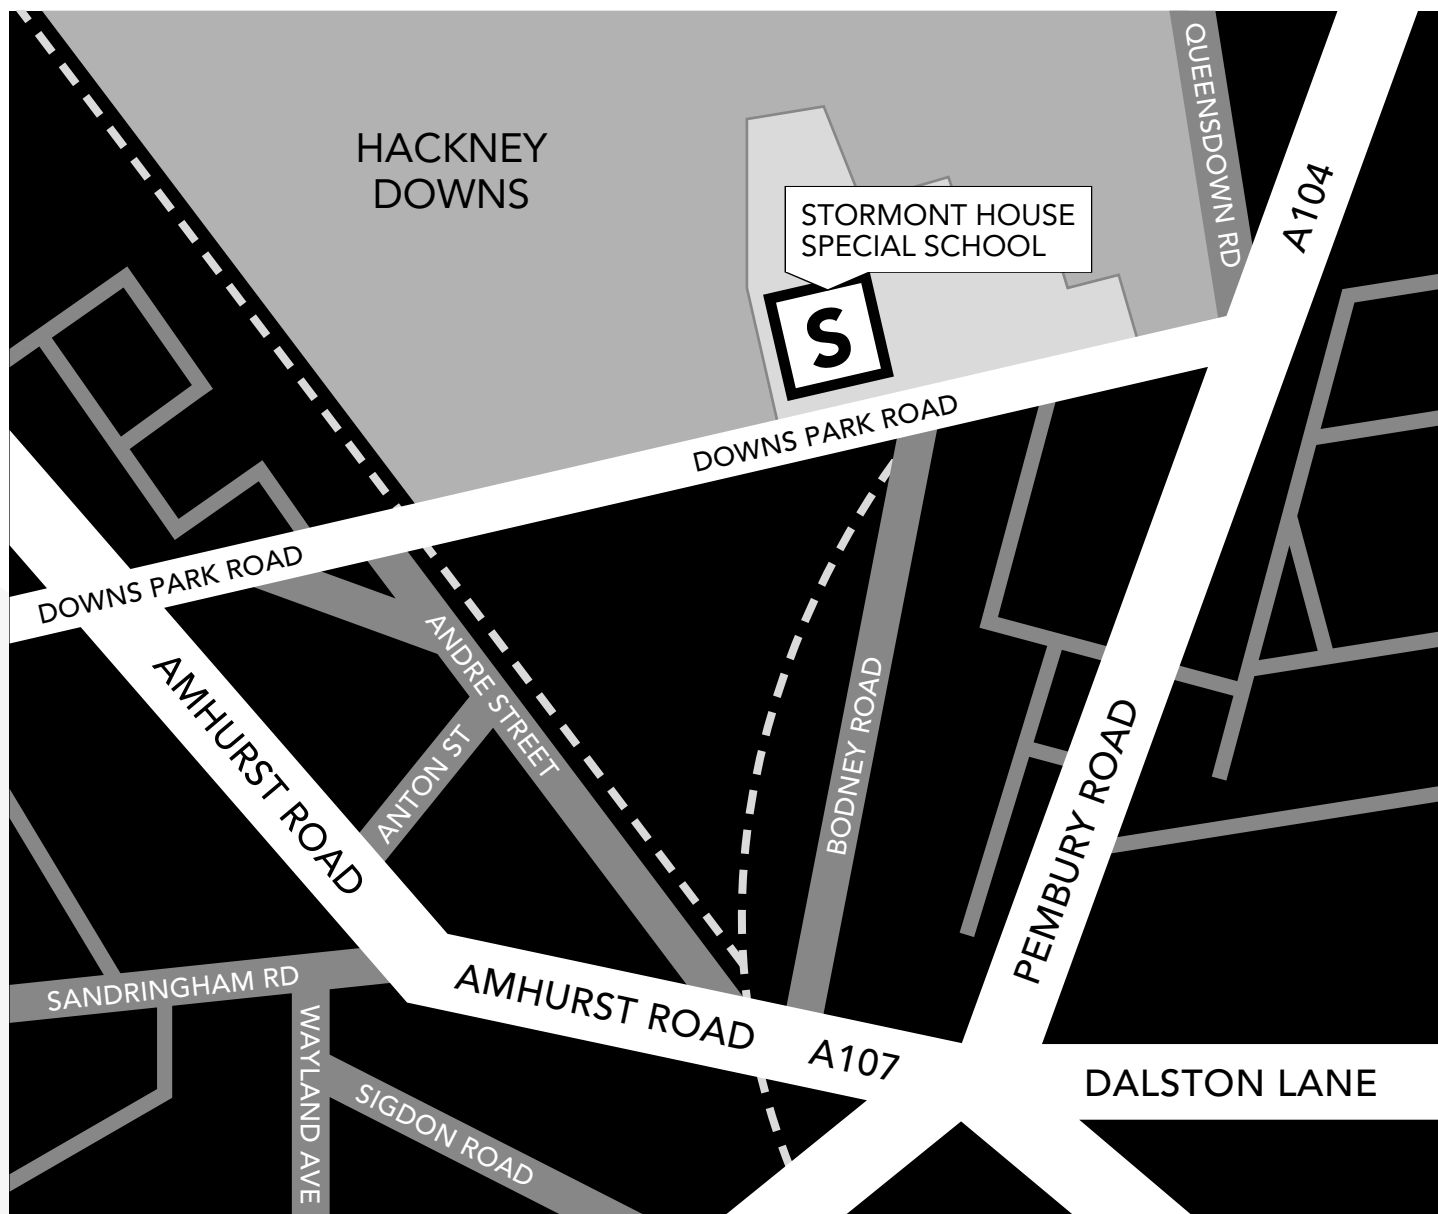 QUEENSDOWN RD
HACKNEY
DOWNS
A104
STORMONT HOUSE
SPECIAL SCHOOL
S
DOWNS PARK ROAD
DOWNS PARK ROAD
ANDRE STREET
AMHURST ROAD
ANTON ST
BODNEY ROAD
PEMBURY ROAD
SANDRINGHAM RD
AMHURST ROAD
A107
WAYLAND AVE
SIGDON ROAD
DALSTON LANE